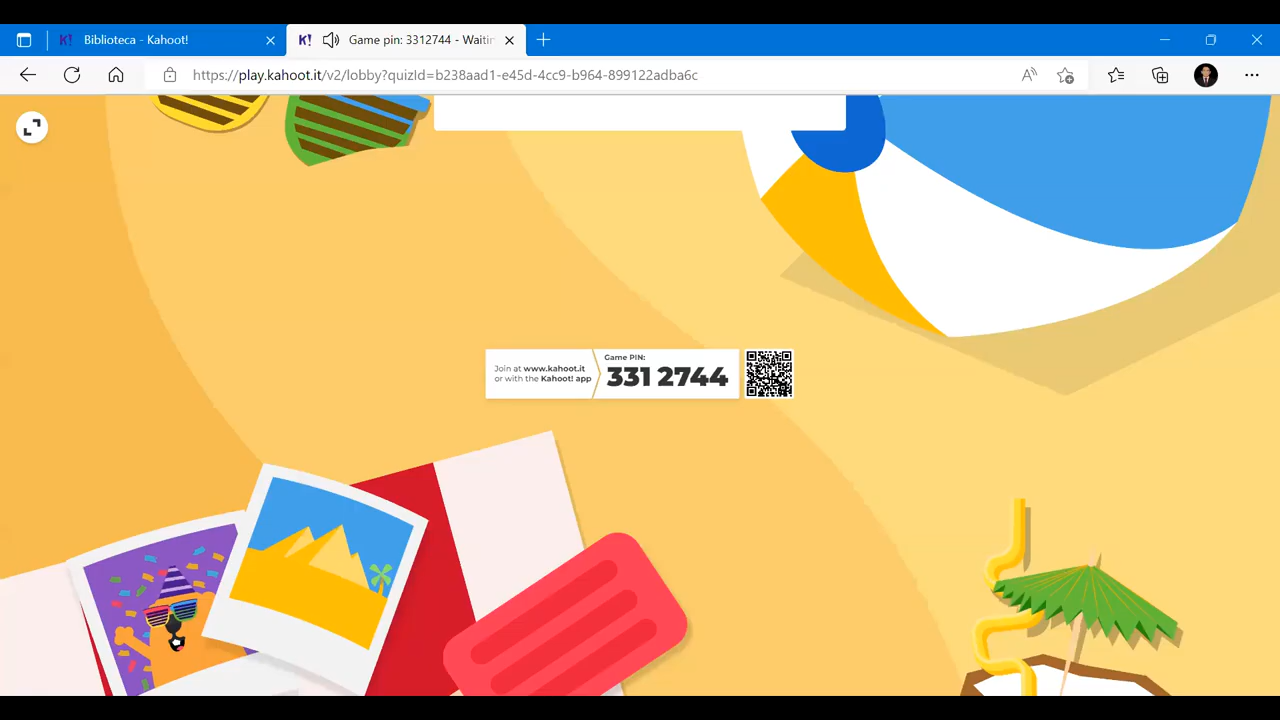 K! Biblioteca - Kahoot!
K! Game pin: 3312744 - Waitin
https://play.kahoot.it/v2/lobby?quizId=b238aad1-e45d-4cc9-b964-899122adba6c
Join at www.kahoot.it
or with the Kahoot! app
Game PIN:
331 2744